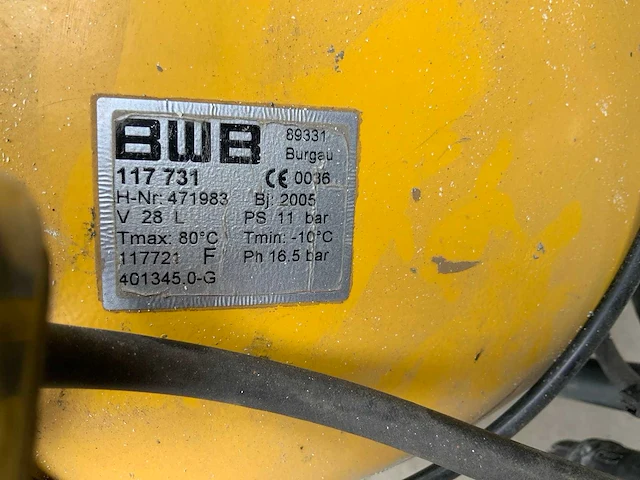 BWB 89331
Burgau
117 731 CE 0036
H-Nr: 471983 Bj: 2005
V 28 L PS 11 bar
Tmax: 80°C Tmin: -10°C
117721 F Ph 16,5 bar
401345.0-G